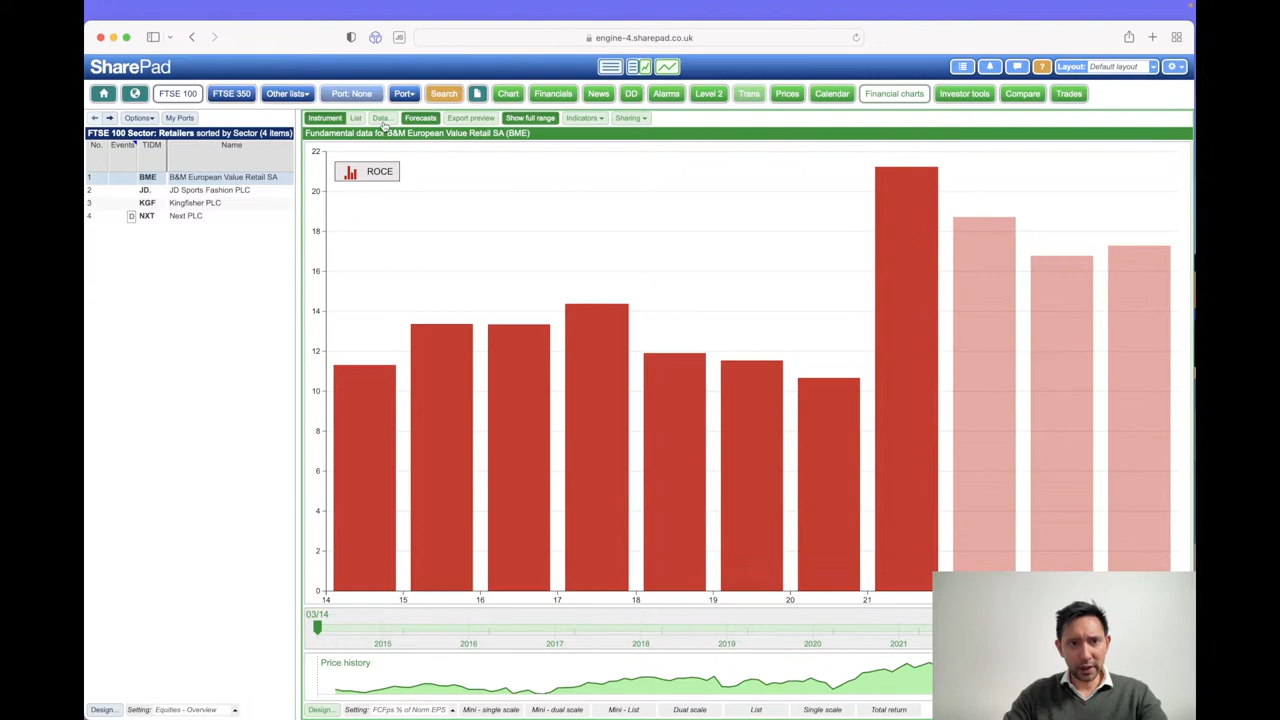 engine-4.sharepad.co.uk
SharePad
Layout: Default layout
FTSE 100 FTSE 350 Other lists Port: None Port Search Chart Financials News DD Alarms Level 2 Trans Prices Calendar Financial charts Investor tools Compare Trades
Options My Ports
Instrument List Data... Forecasts Export preview Show full range Indicators Sharing
FTSE 100 Sector: Retailers sorted by Sector (4 items)
Fundamental data for B&M European Value Retail SA (BME)
No. Events TIDM Name
1 BME B&M European Value Retail SA
2 JD. JD Sports Fashion PLC
3 KGF Kingfisher PLC
4 D NXT Next PLC
ROCE
22
20
18
16
14
12
10
8
6
4
2
0
14 15 16 17 18 19 20 21
03/14
2015 2016 2017 2018 2019 2020 2021
Price history
Design... Setting: Equities - Overview
Design... Setting: FCFps % of Norm EPS Mini - single scale Mini - dual scale Mini - List Dual scale List Single scale Total return